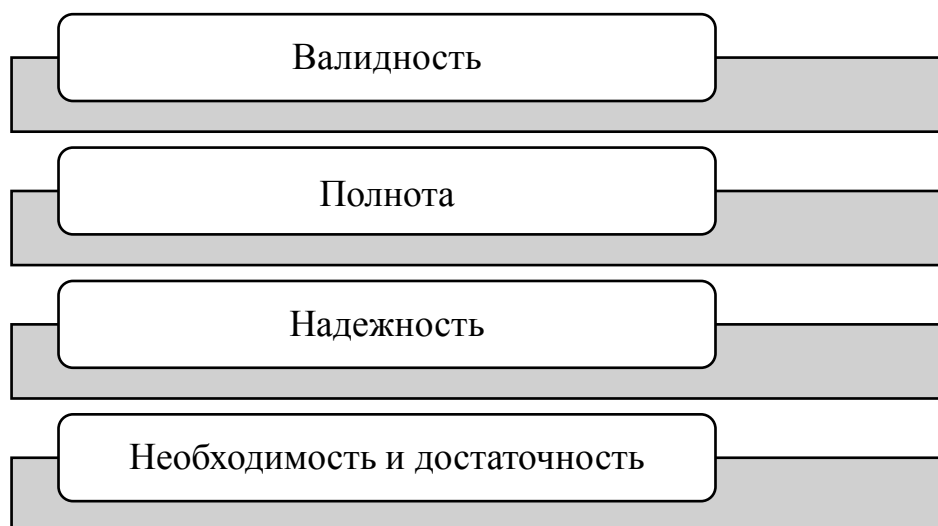 Валидность
Полнота
Надежность
Необходимость и достаточность